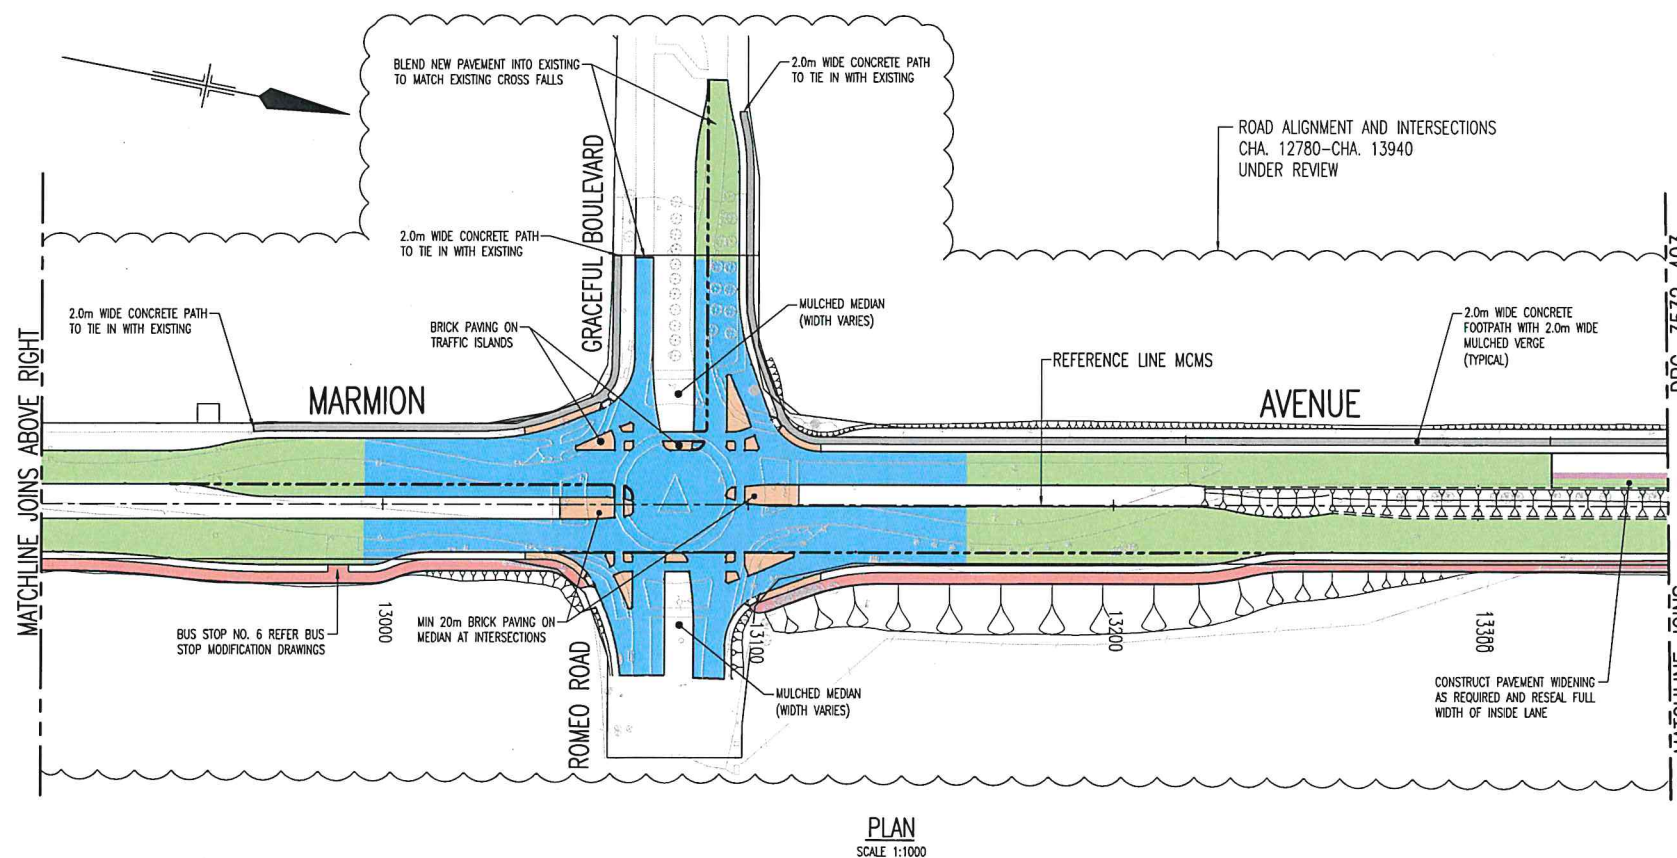 BLEND NEW PAVEMENT INTO EXISTING
TO MATCH EXISTING CROSS FALLS
2.0m WIDE CONCRETE PATH
TO TIE IN WITH EXISTING
ROAD ALIGNMENT AND INTERSECTIONS
CHA. 12780-CHA. 13940
UNDER REVIEW
GRACEFUL BOULEVARD
2.0m WIDE CONCRETE PATH
TO TIE IN WITH EXISTING
2.0m WIDE CONCRETE PATH
TO TIE IN WITH EXISTING
BRICK PAVING ON
TRAFFIC ISLANDS
MULCHED MEDIAN
(WIDTH VARIES)
2.0m WIDE CONCRETE
FOOTPATH WITH 2.0m WIDE
MULCHED VERGE
(TYPICAL)
REFERENCE LINE MCMS
MARMION
AVENUE
MATCHLINE JOINS ABOVE RIGHT
13000
13100
13200
13300
BUS STOP NO. 6 REFER BUS
STOP MODIFICATION DRAWINGS
MIN 20m BRICK PAVING ON
MEDIAN AT INTERSECTIONS
ROMEO ROAD
MULCHED MEDIAN
(WIDTH VARIES)
CONSTRUCT PAVEMENT WIDENING
AS REQUIRED AND RESEAL FULL
WIDTH OF INSIDE LANE
PLAN
SCALE 1:1000